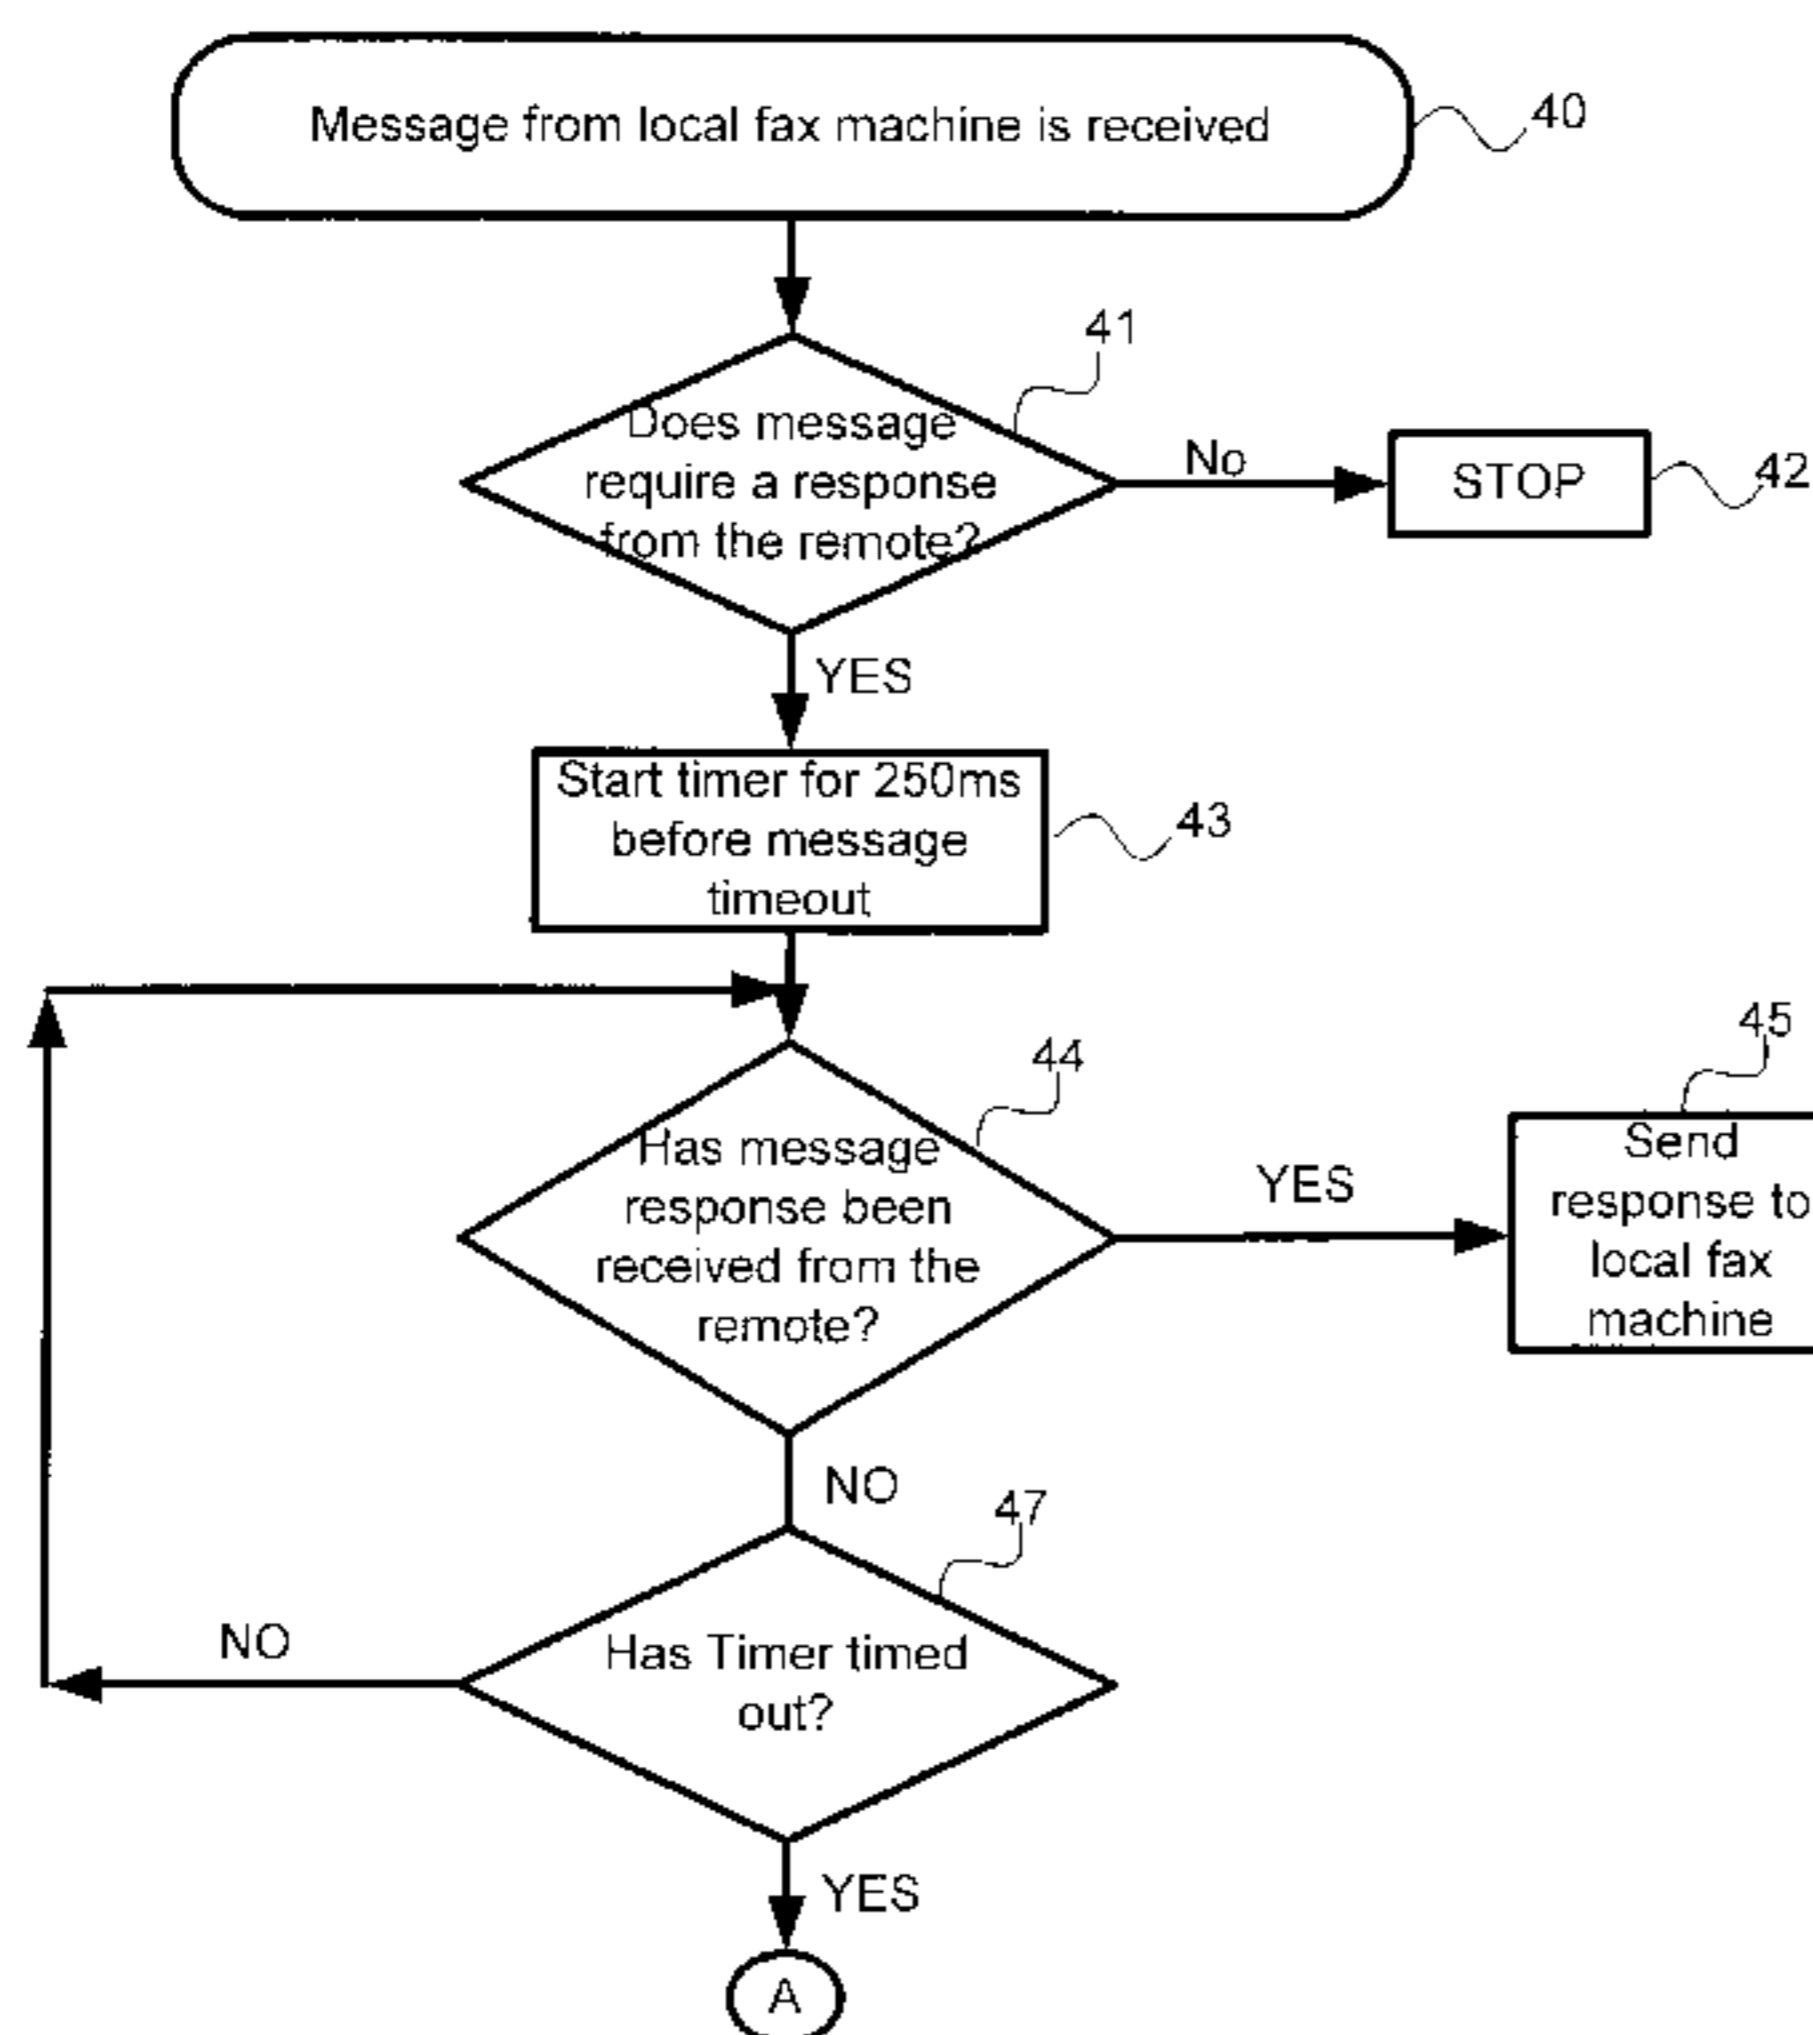 Message from local fax machine is received
40
41
Does message
require a response
from the remote?
No
STOP
42
YES
Start timer for 250ms
before message
timeout
43
44
Has message
response been
received from the
remote?
YES
45
Send
response to
local fax
machine
NO
47
Has Timer timed
out?
NO
YES
A